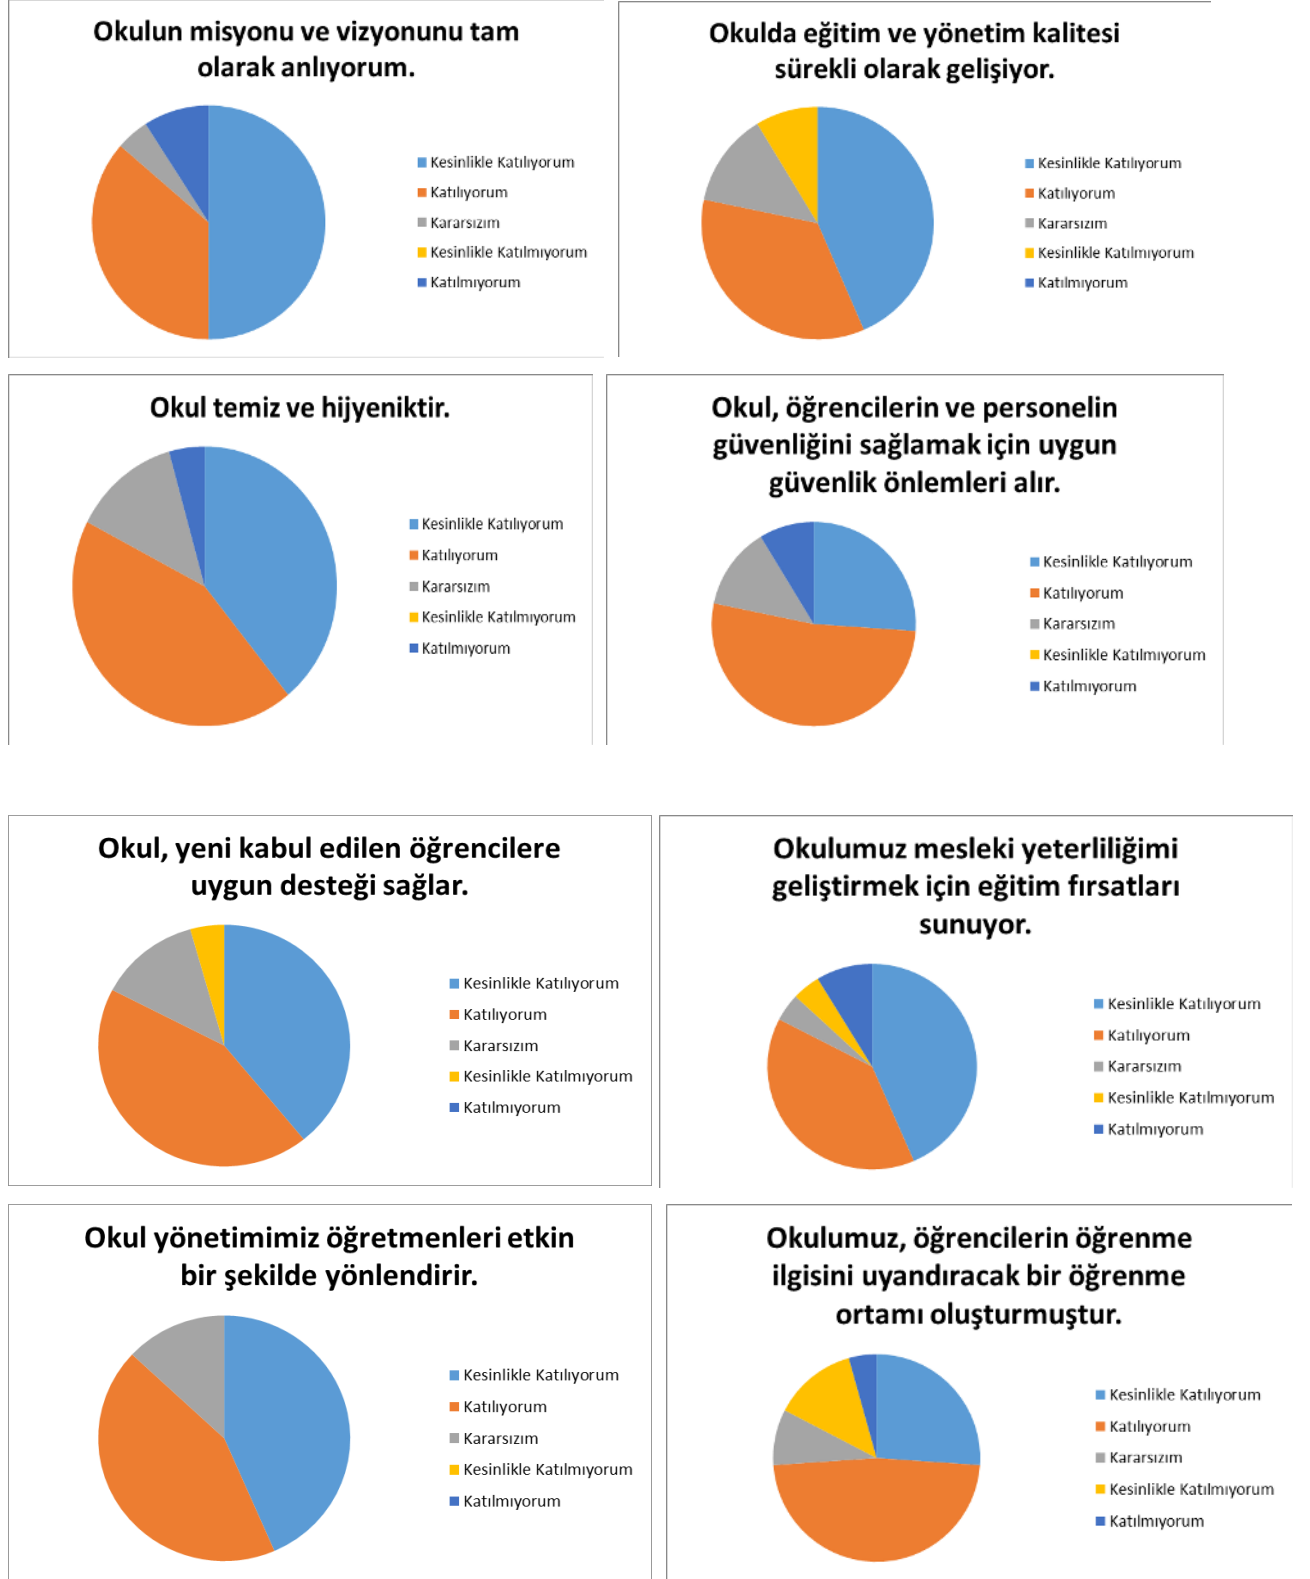 Okulun misyonu ve vizyonunu tam
olarak anlıyorum.
Kesinlikle Katılıyorum
Katılıyorum
Kararsızım
Kesinlikle Katılmıyorum
Katılmıyorum
Okulda eğitim ve yönetim kalitesi
sürekli olarak gelişiyor.
Kesinlikle Katılıyorum
Katılıyorum
Kararsızım
Kesinlikle Katılmıyorum
Katılmıyorum
Okul temiz ve hijyeniktir.
Kesinlikle Katılıyorum
Katılıyorum
Kararsızım
Kesinlikle Katılmıyorum
Katılmıyorum
Okul, öğrencilerin ve personelin
güvenliğini sağlamak için uygun
güvenlik önlemleri alır.
Kesinlikle Katılıyorum
Katılıyorum
Kararsızım
Kesinlikle Katılmıyorum
Katılmıyorum
Okul, yeni kabul edilen öğrencilere
uygun desteği sağlar.
Kesinlikle Katılıyorum
Katılıyorum
Kararsızım
Kesinlikle Katılmıyorum
Katılmıyorum
Okulumuz mesleki yeterliliğimi
geliştirmek için eğitim fırsatları
sunuyor.
Kesinlikle Katılıyorum
Katılıyorum
Kararsızım
Kesinlikle Katılmıyorum
Katılmıyorum
Okul yönetimimiz öğretmenleri etkin
bir şekilde yönlendirir.
Kesinlikle Katılıyorum
Katılıyorum
Kararsızım
Kesinlikle Katılmıyorum
Katılmıyorum
Okulumuz, öğrencilerin öğrenme
ilgisini uyandıracak bir öğrenme
ortamı oluşturmuştur.
Kesinlikle Katılıyorum
Katılıyorum
Kararsızım
Kesinlikle Katılmıyorum
Katılmıyorum